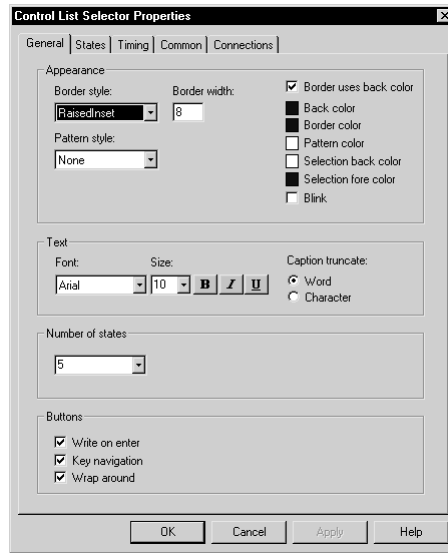 Control List Selector Properties
General States Timing Common Connections
Appearance
Border style: Border width: Border uses back color
RaisedInset 8 Back color
Border color
Pattern style: Pattern color
None Selection back color
Selection fore color
Blink
Text
Font: Size: Caption truncate:
Arial 10 B I U Word
Character
Number of states
5
Buttons
Write on enter
Key navigation
Wrap around
OK Cancel Apply Help